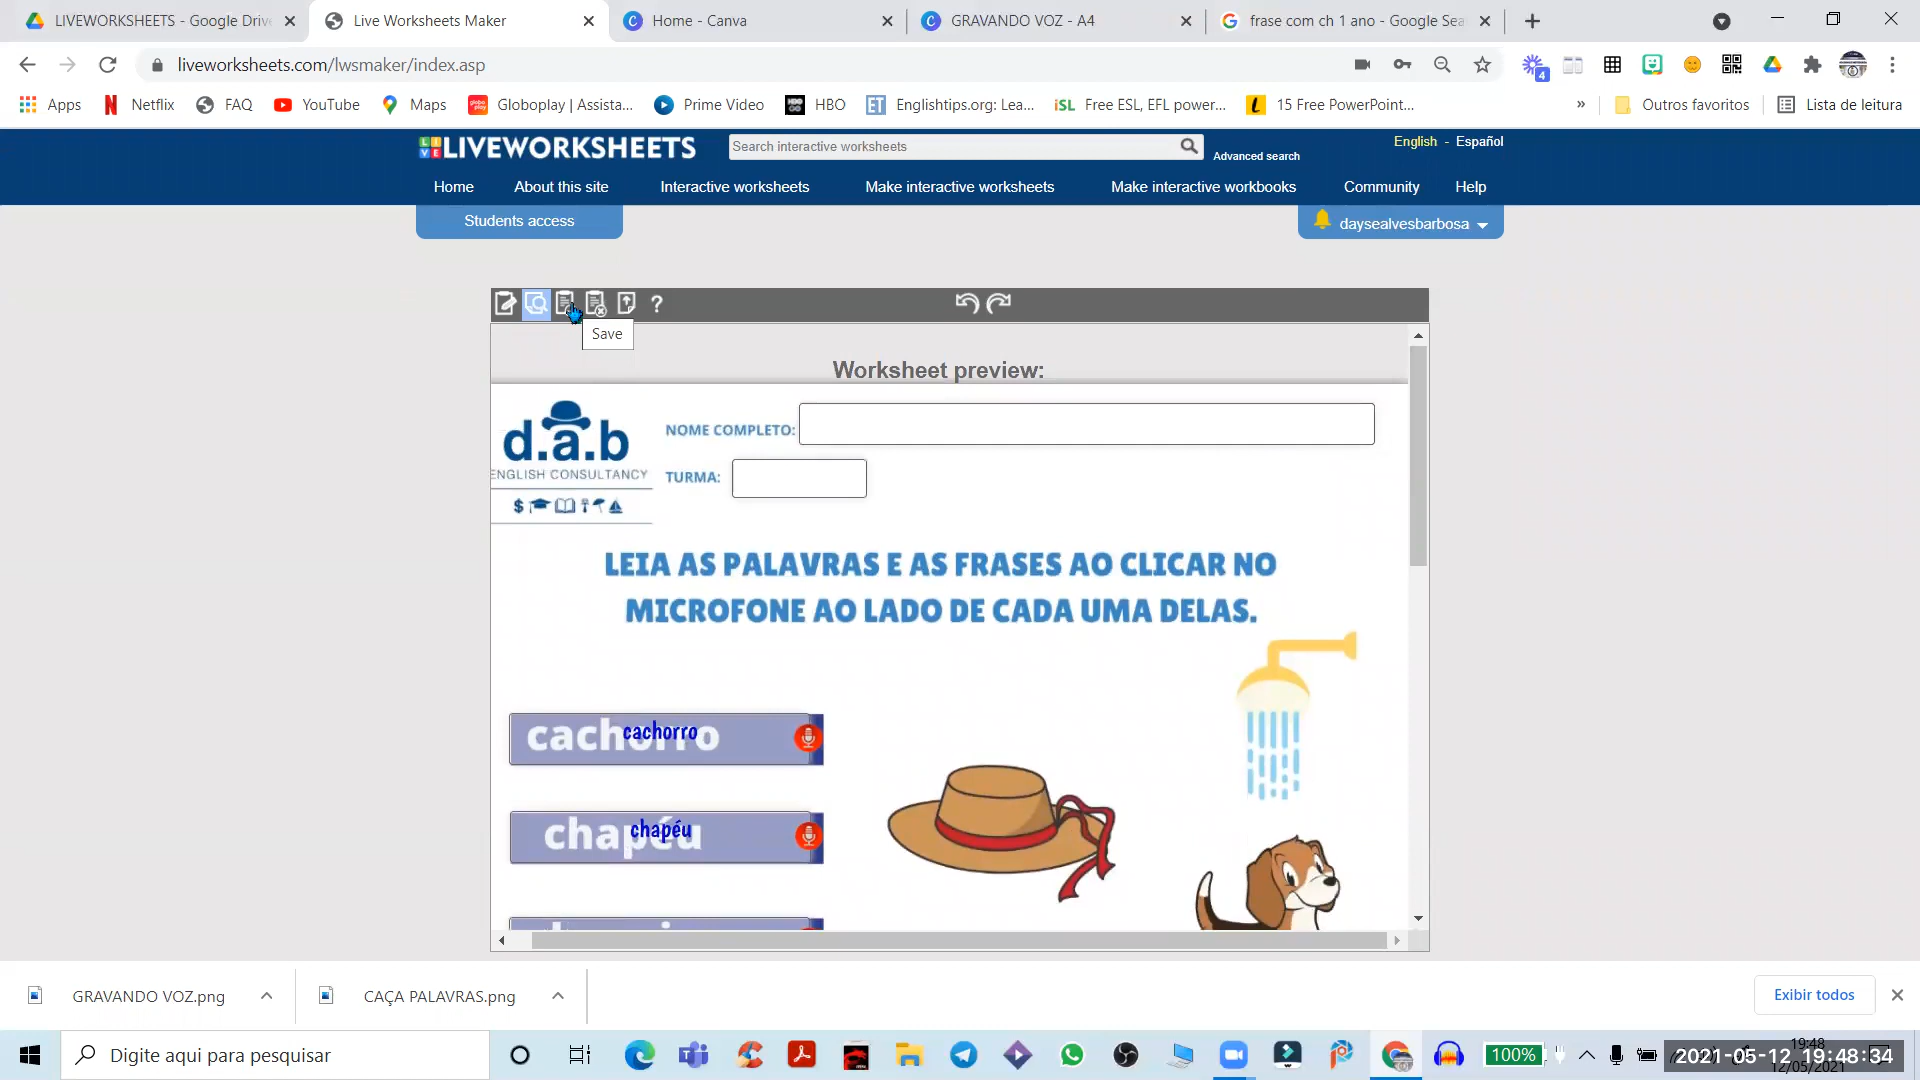 LIVEWORKSHEETS - Google Drive
Live Worksheets Maker
Home - Canva
GRAVANDO VOZ - A4
frase com ch 1 ano - Google Sea
liveworksheets.com/lwsmaker/index.asp
4
Apps
Netflix
FAQ
YouTube
Maps
Globoplay | Assista...
Prime Video
HBO
Englishtips.org: Lea...
iSL Free ESL, EFL power...
15 Free PowerPoint...
»
Outros favoritos
Lista de leitura
LIVE LIVEWORKSHEETS
Search interactive worksheets
Advanced search
English - Español
Home
About this site
Interactive worksheets
Make interactive worksheets
Make interactive workbooks
Community
Help
Students access
daysealvesbarbosa
?
Save
Worksheet preview:
d.a.b
ENGLISH CONSULTANCY
NOME COMPLETO:
TURMA:
LEIA AS PALAVRAS E AS FRASES AO CLICAR NO
MICROFONE AO LADO DE CADA UMA DELAS.
cachorro
cachorro
chapéu
chapéu
GRAVANDO VOZ.png
CAÇA PALAVRAS.png
Exibir todos
Digite aqui para pesquisar
100%
19:48
12/05/2021
2021-05-12 19:48:34